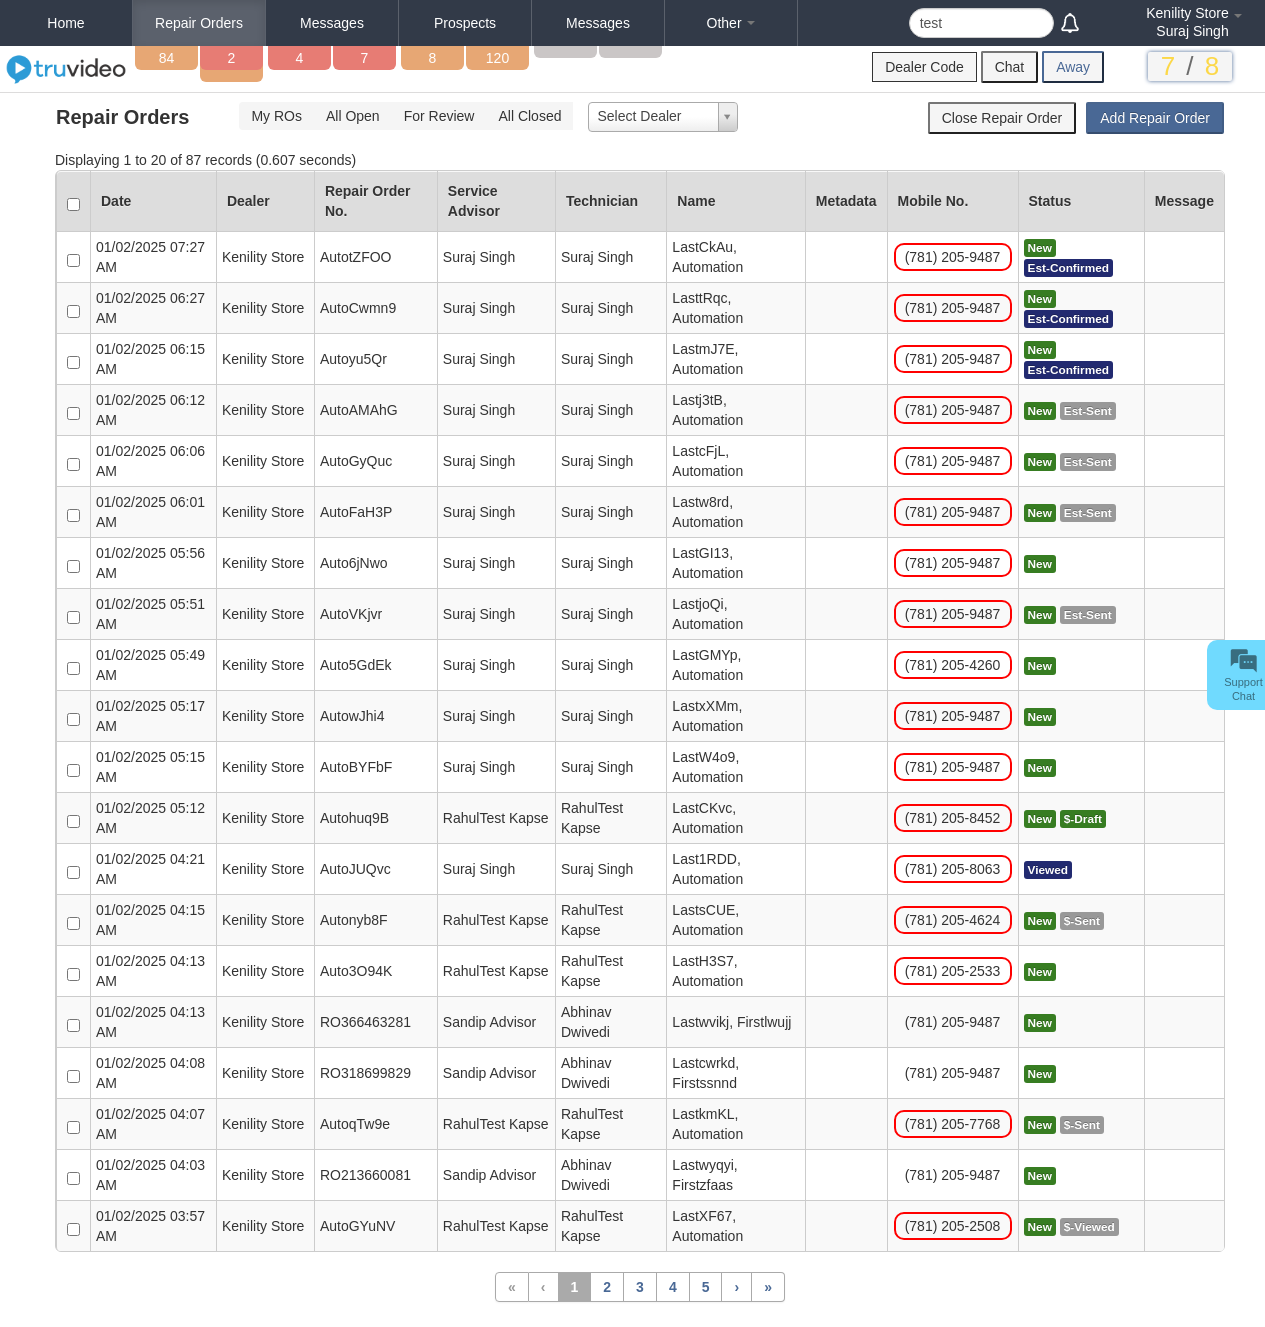 Home Repair Orders Messages Prospects Messages Other test Kenility Store
Suraj Singh
84 2 4 7 8 120
truvideo Dealer Code Chat Away 7 / 8
Repair Orders My ROs All Open For Review All Closed Select Dealer Close Repair Order Add Repair Order
Displaying 1 to 20 of 87 records (0.607 seconds)
Date Dealer Repair Order No. Service Advisor Technician Name Metadata Mobile No. Status Message
01/02/2025 07:27 AM Kenility Store AutotZFOO Suraj Singh Suraj Singh LastCkAu, Automation (781) 205-9487 New Est-Confirmed
01/02/2025 06:27 AM Kenility Store AutoCwmn9 Suraj Singh Suraj Singh LasttRqc, Automation (781) 205-9487 New Est-Confirmed
01/02/2025 06:15 AM Kenility Store Autoyu5Qr Suraj Singh Suraj Singh LastmJ7E, Automation (781) 205-9487 New Est-Confirmed
01/02/2025 06:12 AM Kenility Store AutoAMAhG Suraj Singh Suraj Singh Lastj3tB, Automation (781) 205-9487 New Est-Sent
01/02/2025 06:06 AM Kenility Store AutoGyQuc Suraj Singh Suraj Singh LastcFjL, Automation (781) 205-9487 New Est-Sent
01/02/2025 06:01 AM Kenility Store AutoFaH3P Suraj Singh Suraj Singh Lastw8rd, Automation (781) 205-9487 New Est-Sent
01/02/2025 05:56 AM Kenility Store Auto6jNwo Suraj Singh Suraj Singh LastGI13, Automation (781) 205-9487 New
01/02/2025 05:51 AM Kenility Store AutoVKjvr Suraj Singh Suraj Singh LastjoQi, Automation (781) 205-9487 New Est-Sent
01/02/2025 05:49 AM Kenility Store Auto5GdEk Suraj Singh Suraj Singh LastGMYp, Automation (781) 205-4260 New
01/02/2025 05:17 AM Kenility Store AutowJhi4 Suraj Singh Suraj Singh LastxXMm, Automation (781) 205-9487 New
01/02/2025 05:15 AM Kenility Store AutoBYFbF Suraj Singh Suraj Singh LastW4o9, Automation (781) 205-9487 New
01/02/2025 05:12 AM Kenility Store Autohuq9B RahulTest Kapse RahulTest Kapse LastCKvc, Automation (781) 205-8452 New $-Draft
01/02/2025 04:21 AM Kenility Store AutoJUQvc Suraj Singh Suraj Singh Last1RDD, Automation (781) 205-8063 Viewed
01/02/2025 04:15 AM Kenility Store Autonyb8F RahulTest Kapse RahulTest Kapse LastsCUE, Automation (781) 205-4624 New $-Sent
01/02/2025 04:13 AM Kenility Store Auto3O94K RahulTest Kapse RahulTest Kapse LastH3S7, Automation (781) 205-2533 New
01/02/2025 04:13 AM Kenility Store RO366463281 Sandip Advisor Abhinav Dwivedi Lastwvikj, Firstlwujj (781) 205-9487 New
01/02/2025 04:08 AM Kenility Store RO318699829 Sandip Advisor Abhinav Dwivedi Lastcwrkd, Firstssnnd (781) 205-9487 New
01/02/2025 04:07 AM Kenility Store AutoqTw9e RahulTest Kapse RahulTest Kapse LastkmKL, Automation (781) 205-7768 New $-Sent
01/02/2025 04:03 AM Kenility Store RO213660081 Sandip Advisor Abhinav Dwivedi Lastwyqyi, Firstzfaas (781) 205-9487 New
01/02/2025 03:57 AM Kenility Store AutoGYuNV RahulTest Kapse RahulTest Kapse LastXF67, Automation (781) 205-2508 New $-Viewed
Support
Chat
« ‹ 1 2 3 4 5 › »